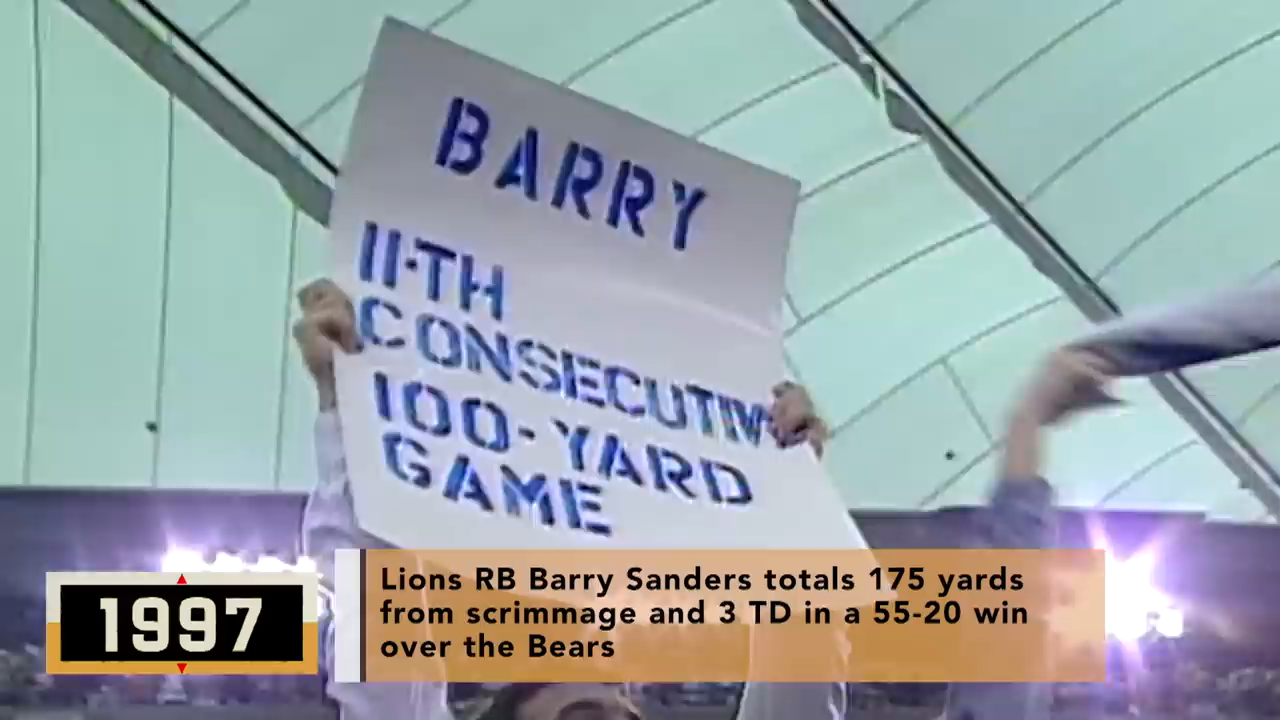 BARRY
11-TH
CONSECUTIV
100-YARD
GAME
1997
Lions RB Barry Sanders totals 175 yards
from scrimmage and 3 TD in a 55-20 win
over the Bears